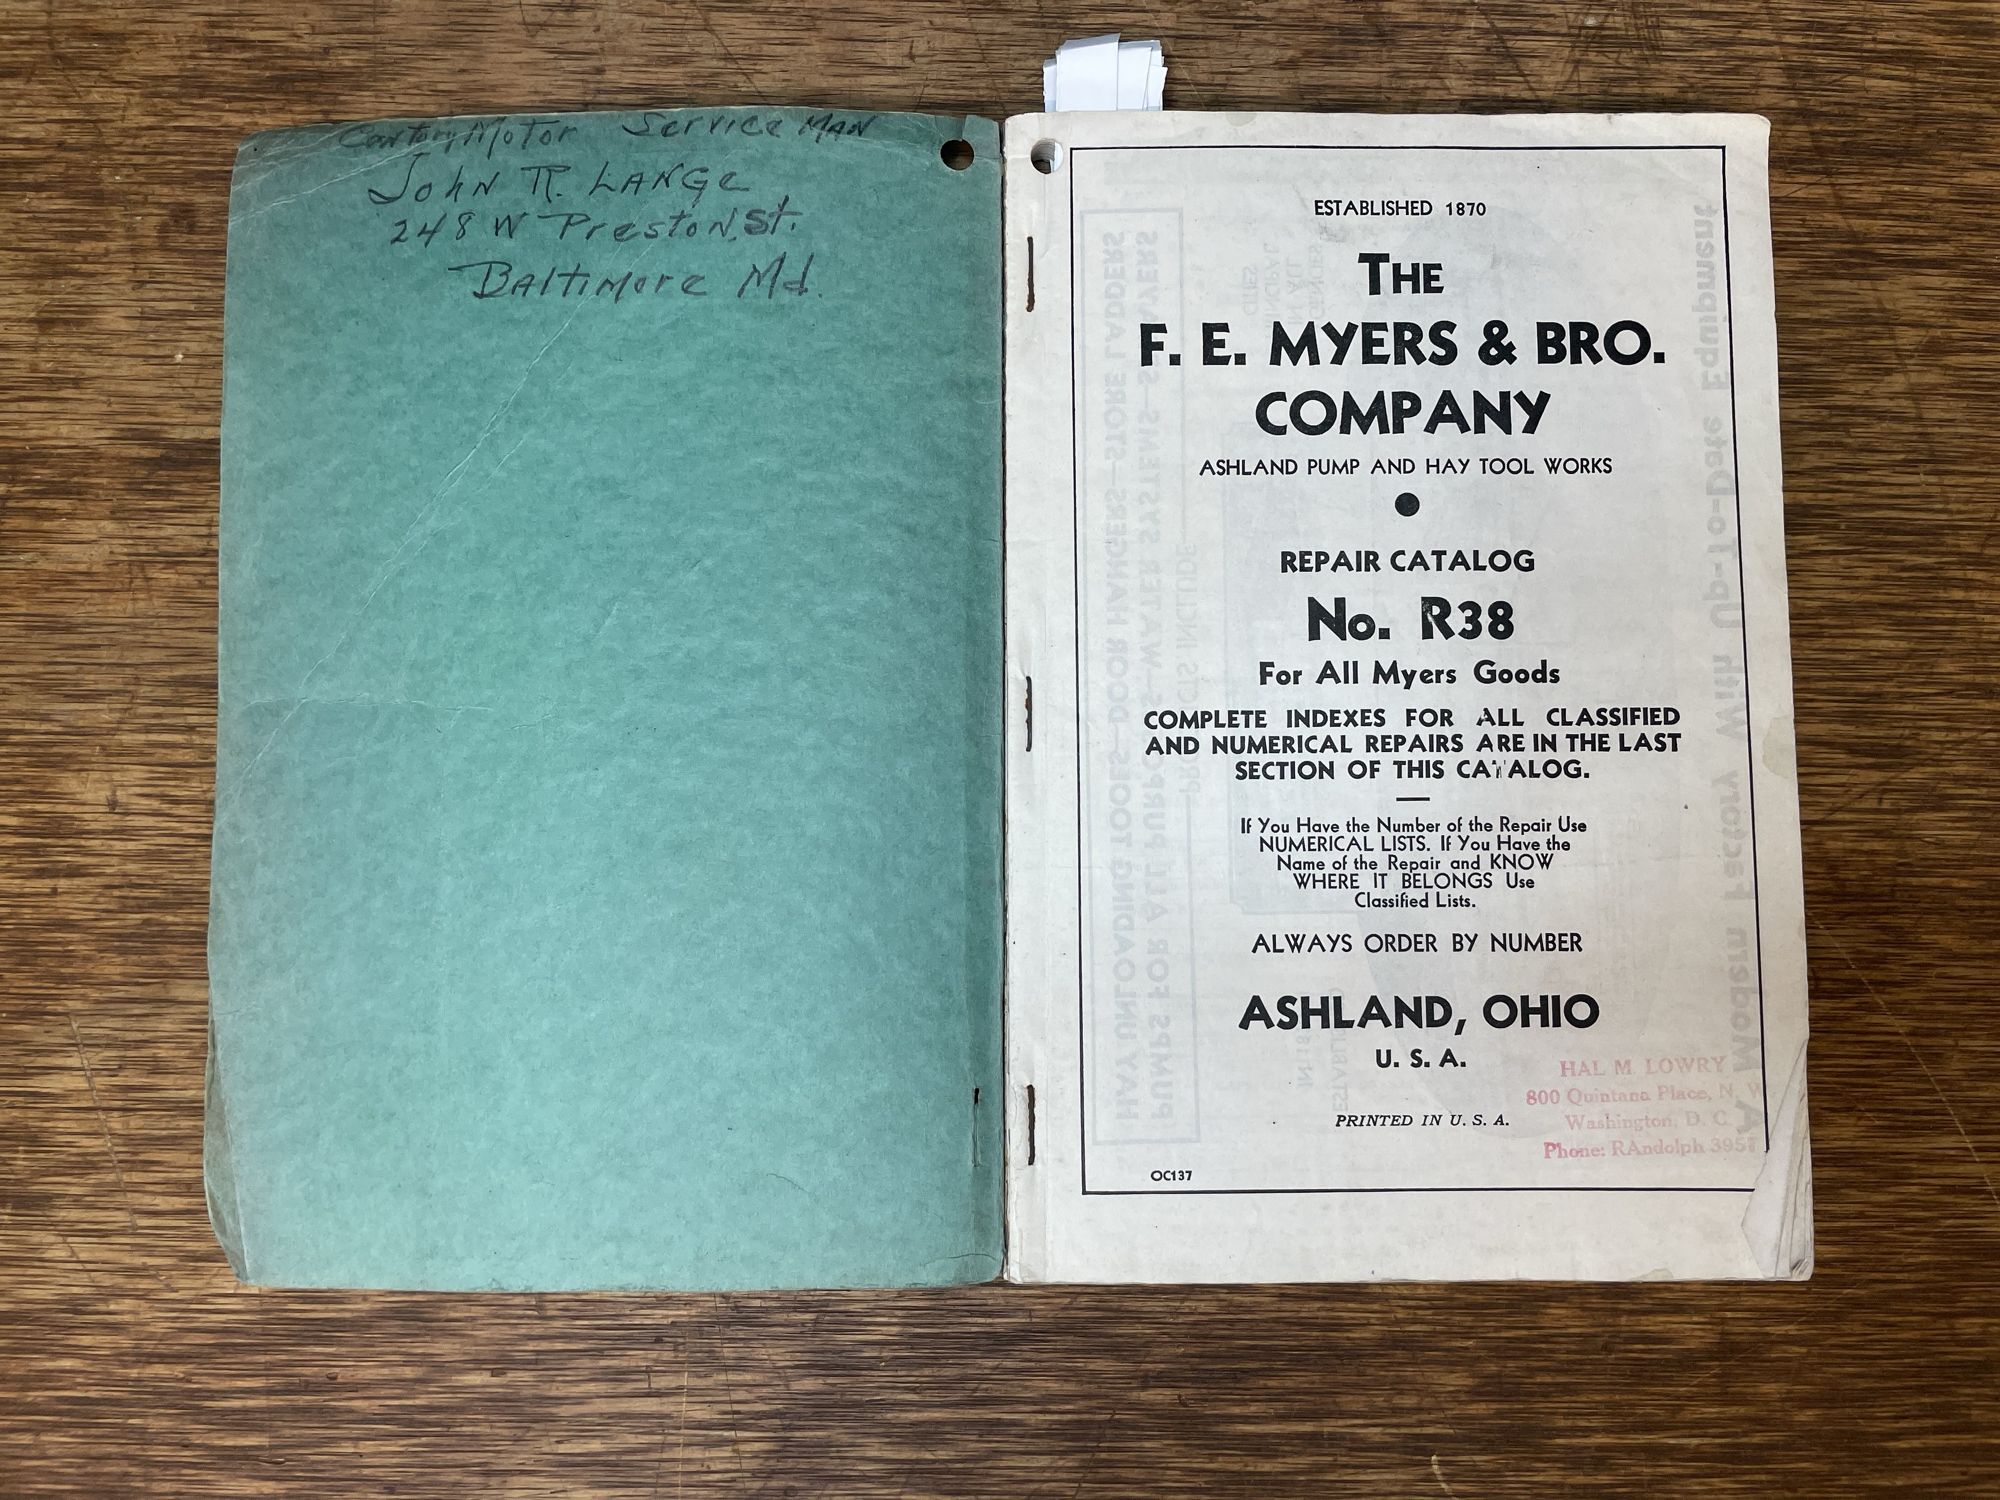 Motor Service MAN
JOhN R. LANGe
248 W PrestoN St.
BAltiMore Md.
ESTABLISHED 1870
THE
F. E. MYERS & BRO.
COMPANY
ASHLAND PUMP AND HAY TOOL WORKS
REPAIR CATALOG
No. R38
For All Myers Goods
COMPLETE INDEXES FOR ALL CLASSIFIED
AND NUMERICAL REPAIRS ARE IN THE LAST
SECTION OF THIS CATALOG.
If You Have the Number of the Repair Use
NUMERICAL LISTS. If You Have the
Name of the Repair and KNOW
WHERE IT BELONGS Use
Classified Lists.
ALWAYS ORDER BY NUMBER
ASHLAND, OHIO
U. S. A.
PRINTED IN U. S. A.
OC137
HAL M. LOWRY
800 Quintana Place, N. W
Washington, D. C.
Phone: RAndolph 3957